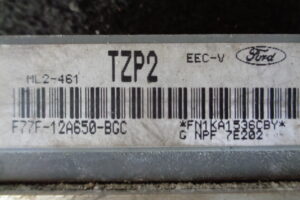 TZP2 EEC-V Ford
ML2-461
F77F-12A650-BGC *FN1KA1536CBY*
G NPF 7E202